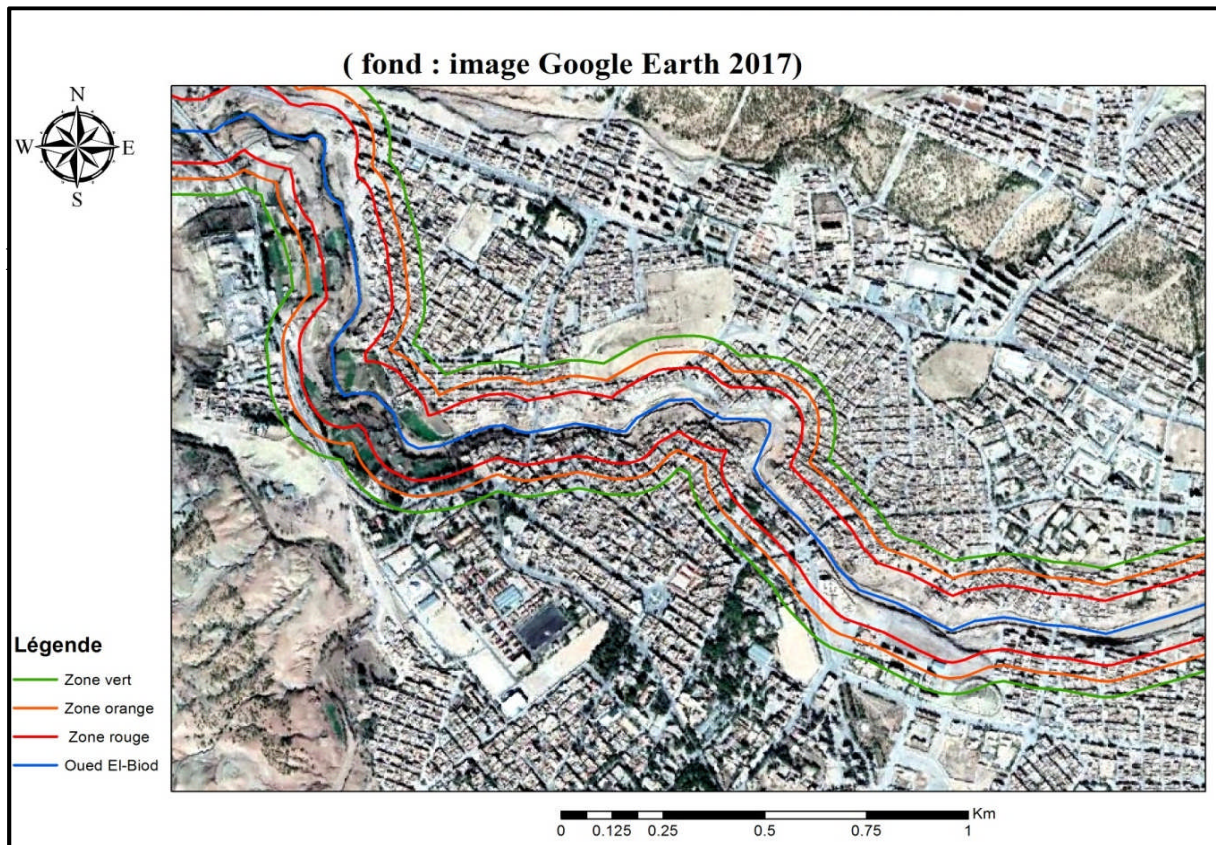 ( fond : image Google Earth 2017)
N
W E
S
Légende
Zone vert
Zone orange
Zone rouge
Oued El-Biod
Km
0 0.125 0.25 0.5 0.75 1